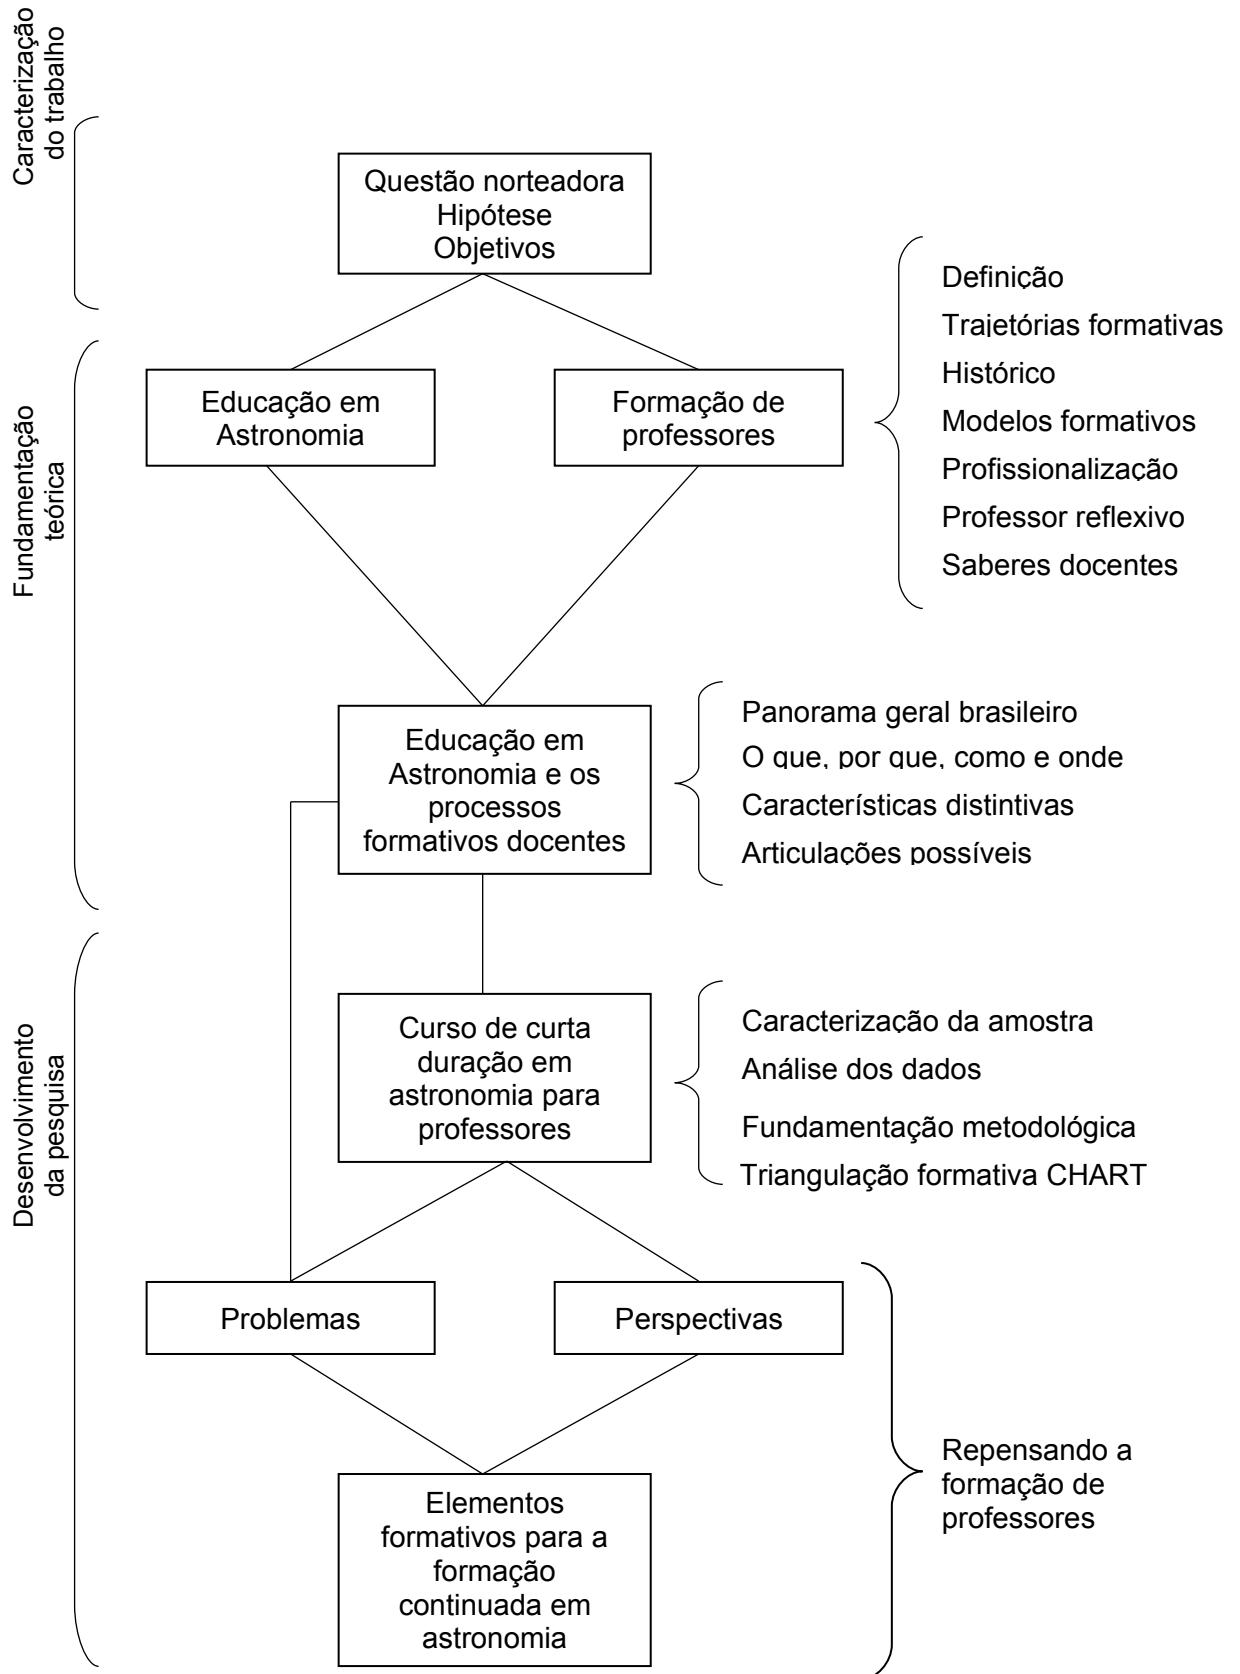 Caracterização
do trabalho
Questão norteadora
Hipótese
Objetivos
Fundamentação
teórica
Educação em
Astronomia
Formação de
professores
Definição
Trajetórias formativas
Histórico
Modelos formativos
Profissionalização
Professor reflexivo
Saberes docentes
Educação em
Astronomia e os
processos
formativos docentes
Panorama geral brasileiro
O que, por que, como e onde
Características distintivas
Articulações possíveis
Desenvolvimento
da pesquisa
Curso de curta
duração em
astronomia para
professores
Caracterização da amostra
Análise dos dados
Fundamentação metodológica
Triangulação formativa CHART
Problemas
Perspectivas
Elementos
formativos para a
formação
continuada em
astronomia
Repensando a
formação de
professores